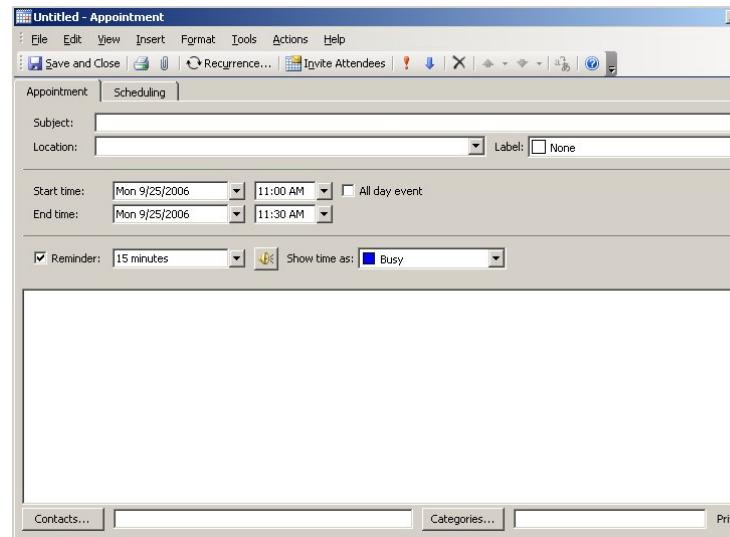 Untitled - Appointment
File Edit View Insert Format Tools Actions Help
Save and Close Recurrence... Invite Attendees
Appointment Scheduling
Subject:
Location: Label: None
Start time: Mon 9/25/2006 11:00 AM All day event
End time: Mon 9/25/2006 11:30 AM
Reminder: 15 minutes Show time as: Busy
Contacts... Categories... Pri